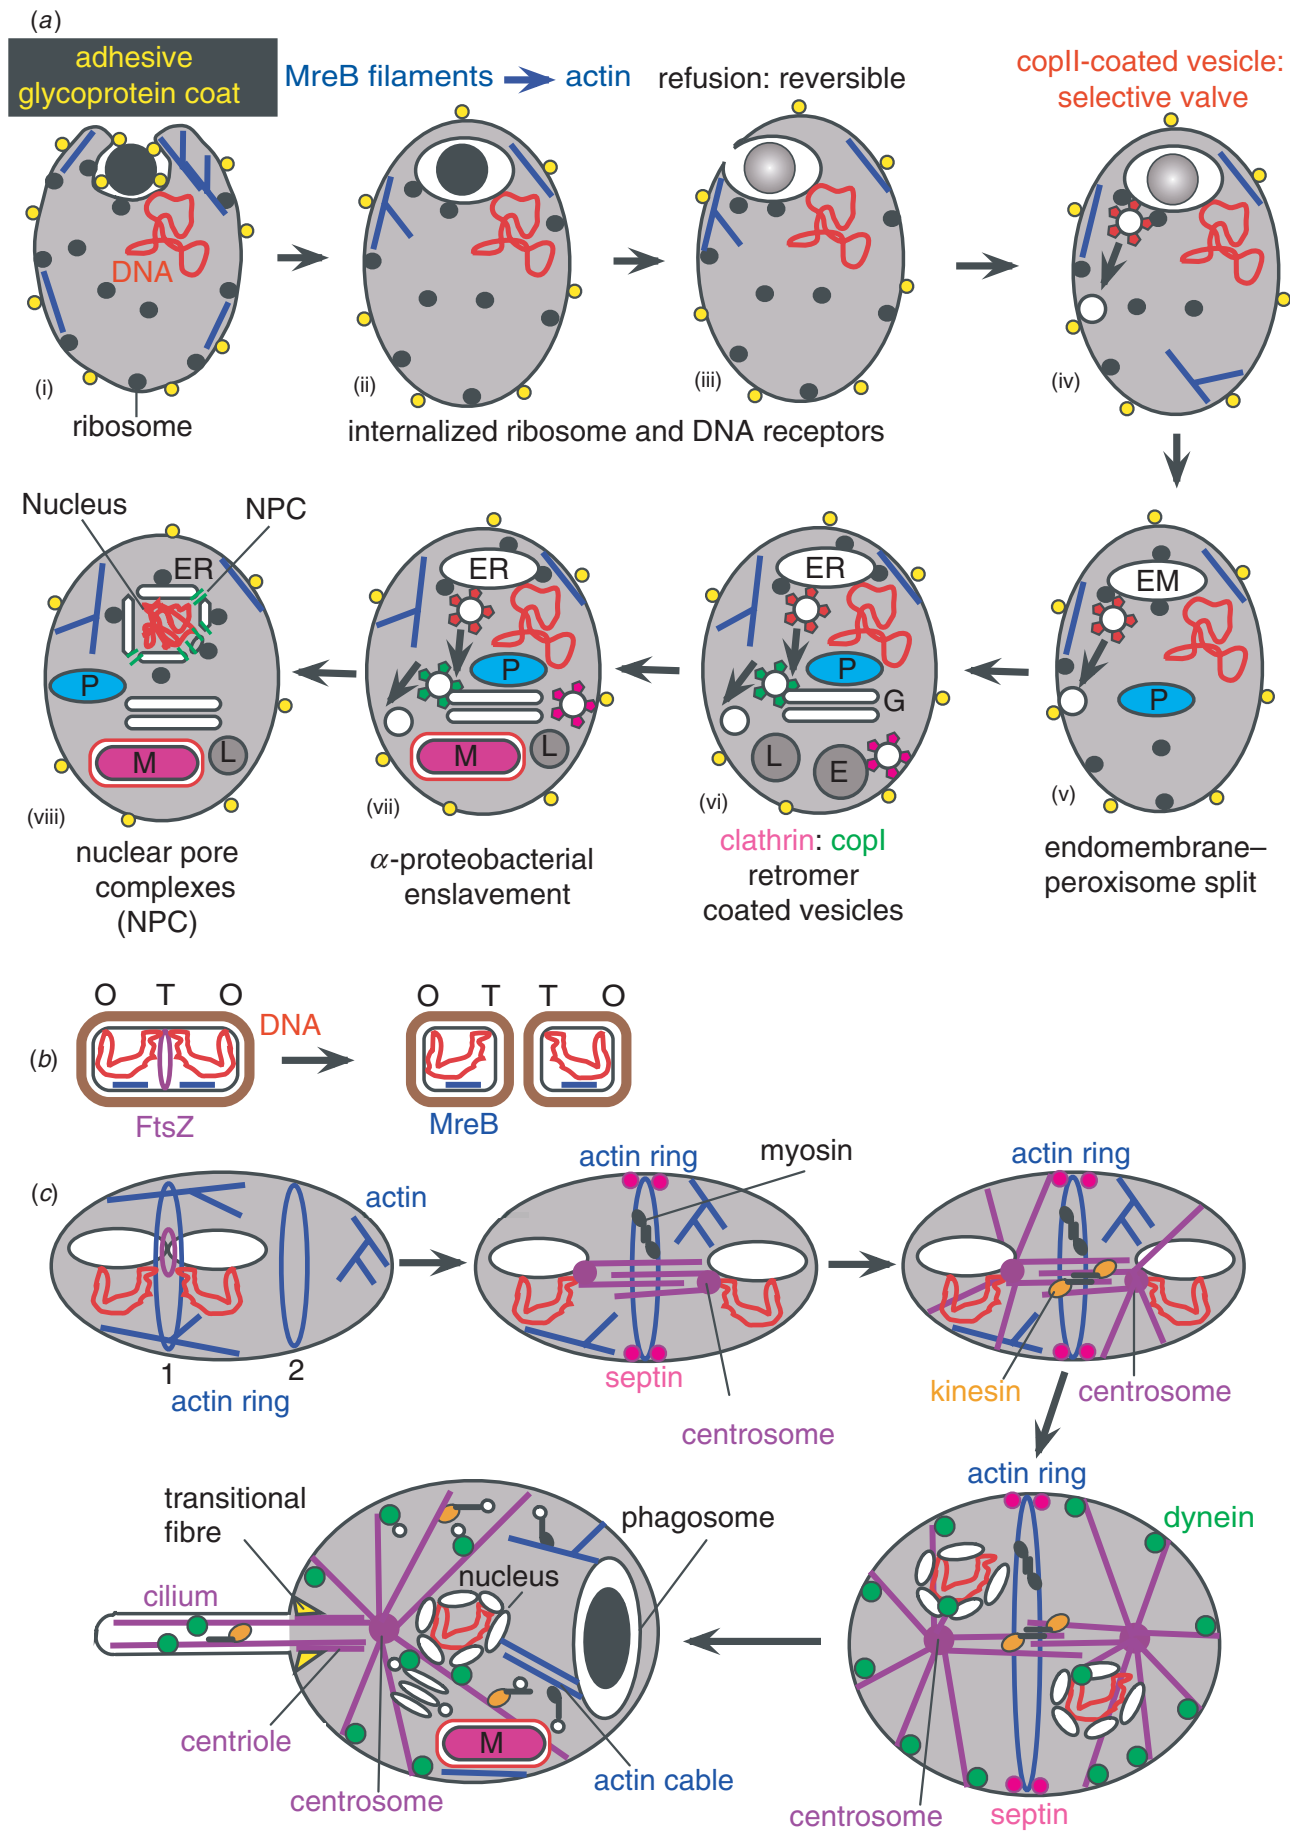 (a)
adhesive
glycoprotein coat
MreB filaments
actin
refusion: reversible
copII-coated vesicle:
selective valve
DNA
(i)
(ii)
(iii)
(iv)
ribosome
internalized ribosome and DNA receptors
Nucleus
NPC
ER
P
M
L
(viii)
nuclear pore
complexes
(NPC)
ER
P
L
M
(vii)
α-proteobacterial
enslavement
ER
P
G
L
E
(vi)
clathrin: copI
retromer
coated vesicles
EM
P
(v)
endomembrane–
peroxisome split
(b)
O T O
DNA
FtsZ
O T T O
MreB
(c)
actin
1 2
actin ring
actin ring
myosin
septin
centrosome
actin ring
kinesin
centrosome
transitional
fibre
cilium
nucleus
phagosome
centriole
M
centrosome
actin cable
actin ring
dynein
centrosome
septin